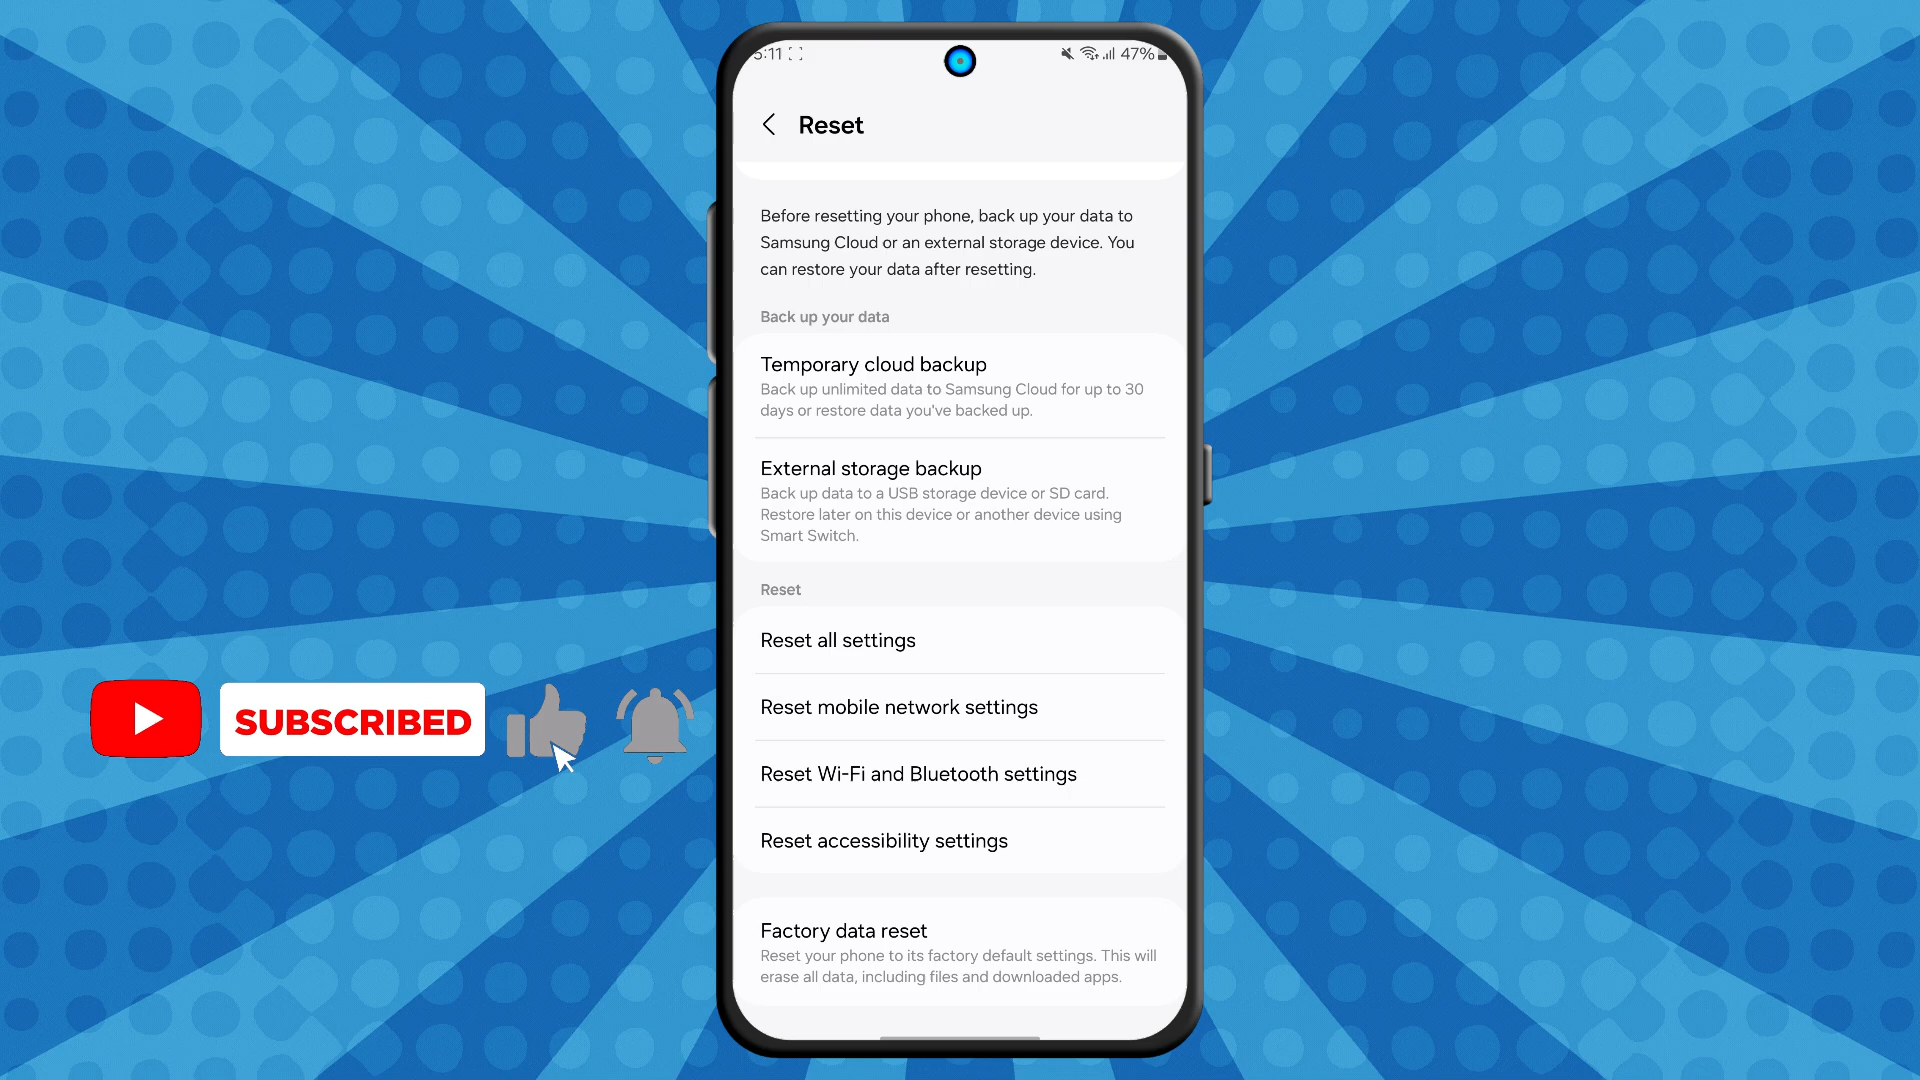 5:11
47%
Reset
Before resetting your phone, back up your data to
Samsung Cloud or an external storage device. You
can restore your data after resetting.
Back up your data
Temporary cloud backup
Back up unlimited data to Samsung Cloud for up to 30
days or restore data you've backed up.
External storage backup
Back up data to a USB storage device or SD card.
Restore later on this device or another device using
Smart Switch.
Reset
Reset all settings
Reset mobile network settings
Reset Wi-Fi and Bluetooth settings
Reset accessibility settings
Factory data reset
Reset your phone to its factory default settings. This will
erase all data, including files and downloaded apps.
SUBSCRIBED